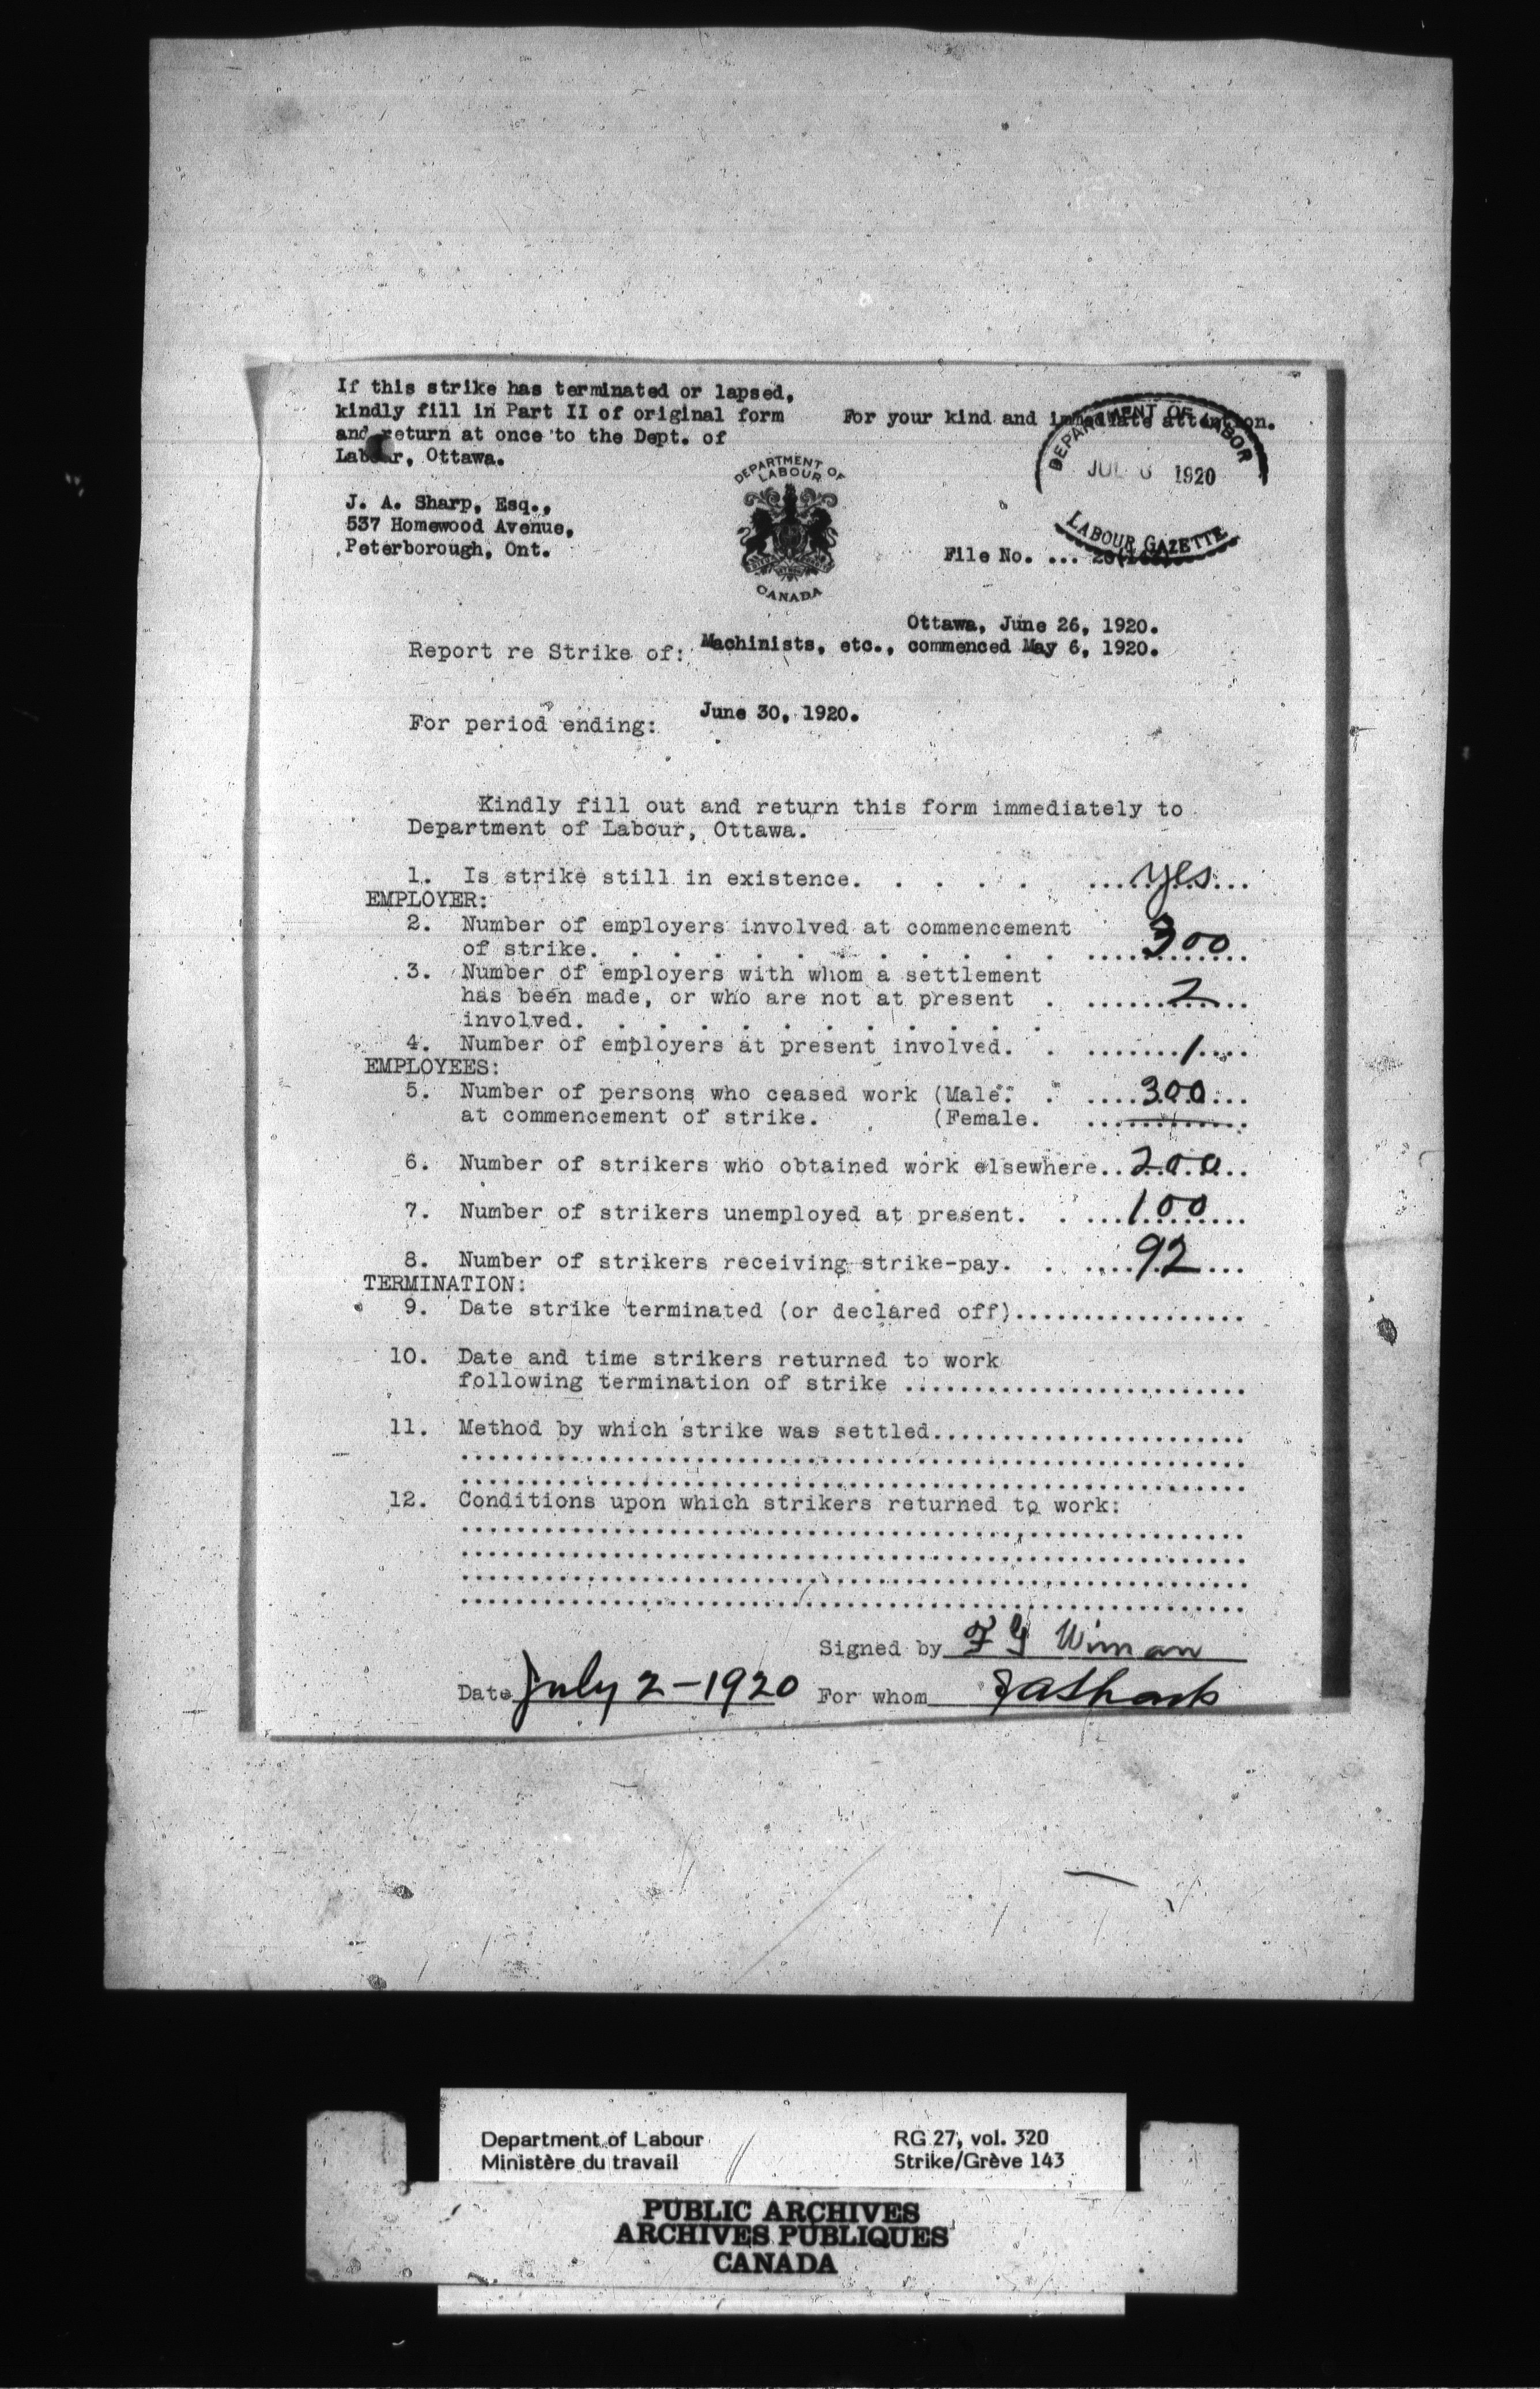 If this strike has terminated or lapsed,
kindly fill in Part II of original form
and return at once to the Dept. of
Labour, Ottawa.
For your kind and immediate attention.
DEPARTMENT OF LABOR
JUL 6 1920
LABOUR GAZETTE
J. A. Sharp, Esq.,
537 Homewood Avenue,
Peterborough, Ont.
DEPARTMENT OF
LABOUR
CANADA
File No. ...
Ottawa, June 26, 1920.
Report re Strike of: Machinists, etc., commenced May 6, 1920.
For period ending: June 30, 1920.
Kindly fill out and return this form immediately to
Department of Labour, Ottawa.
1. Is strike still in existence. . . . . ...yes...
EMPLOYER:
2. Number of employers involved at commencement
of strike. . . . . . . . . . . . 300
3. Number of employers with whom a settlement
has been made, or who are not at present . ......2......
involved. . . . . . . . . . . .
4. Number of employers at present involved. . .......1....
EMPLOYEES:
5. Number of persons who ceased work (Male. . ....300...
at commencement of strike. (Female. ............
6. Number of strikers who obtained work elsewhere..200..
7. Number of strikers unemployed at present. . ...100...
8. Number of strikers receiving strike-pay. . ....92....
TERMINATION:
9. Date strike terminated (or declared off).................
10. Date and time strikers returned to work
following termination of strike .........................
11. Method by which strike was settled.......................
12. Conditions upon which strikers returned to work:
Signed by F G Wiman
Date July 2-1920 For whom
Department of Labour
Ministère du travail
RG 27, vol. 320
Strike/Grève 143
PUBLIC ARCHIVES
ARCHIVES PUBLIQUES
CANADA